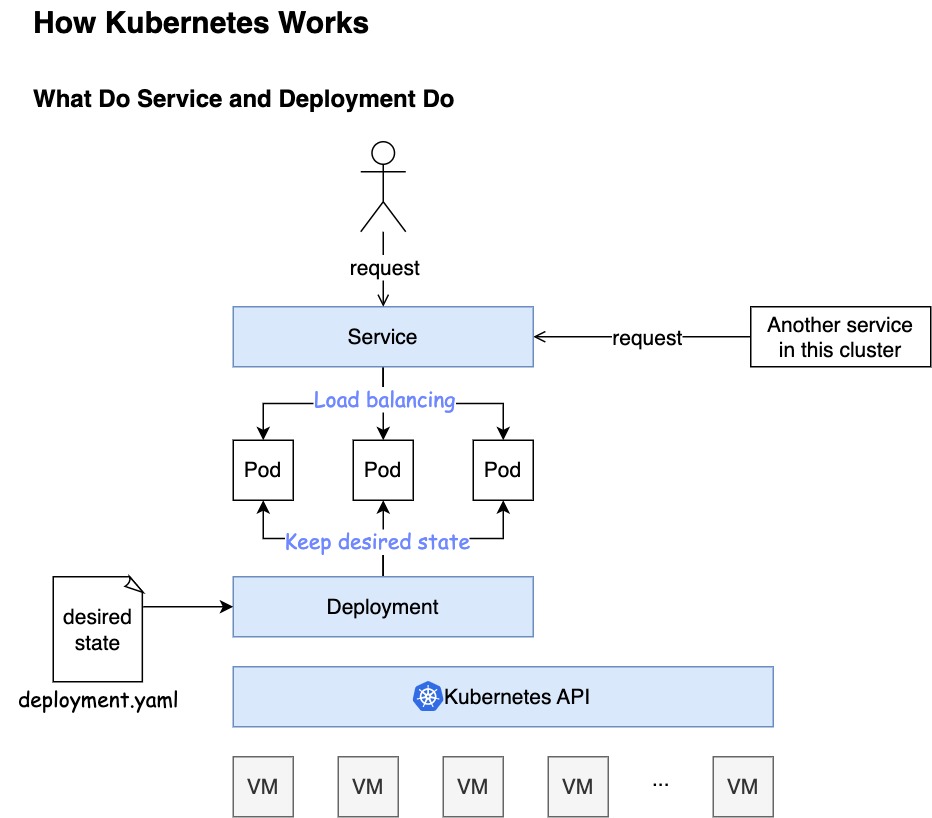 How Kubernetes Works
What Do Service and Deployment Do
request
Service
request
Another service
in this cluster
Load balancing
Pod
Pod
Pod
Keep desired state
desired
state
Deployment
deployment.yaml
Kubernetes API
VM
VM
VM
VM
...
VM